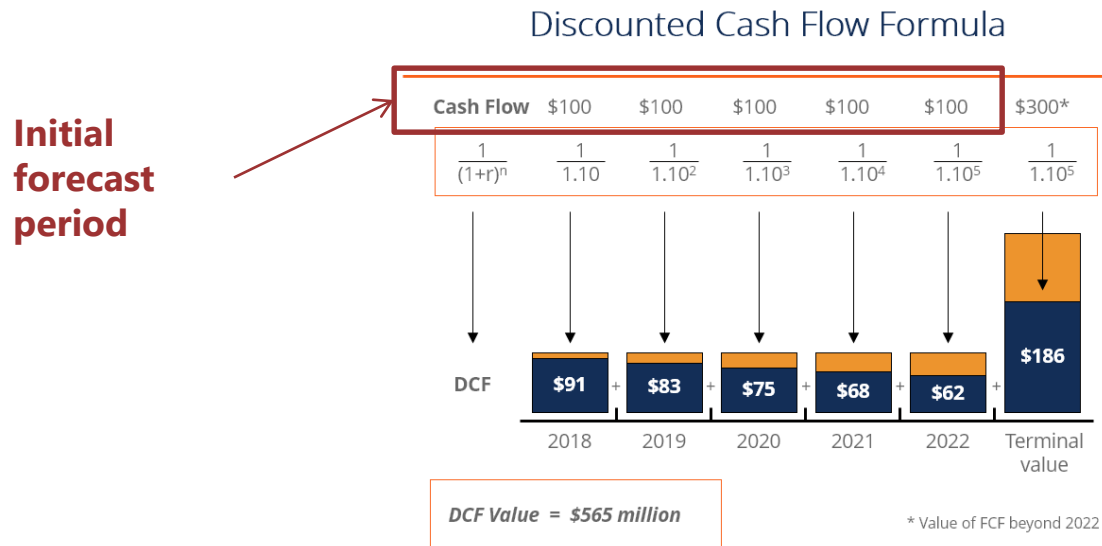 Discounted Cash Flow Formula
Initial
forecast
period
Cash Flow $100 $100 $100 $100 $100 $300*
1/(1+r)ⁿ 1/1.10 1/1.10² 1/1.10³ 1/1.10⁴ 1/1.10⁵ 1/1.10⁵
DCF $91 + $83 + $75 + $68 + $62 + $186
2018 2019 2020 2021 2022 Terminal
value
DCF Value = $565 million
* Value of FCF beyond 2022